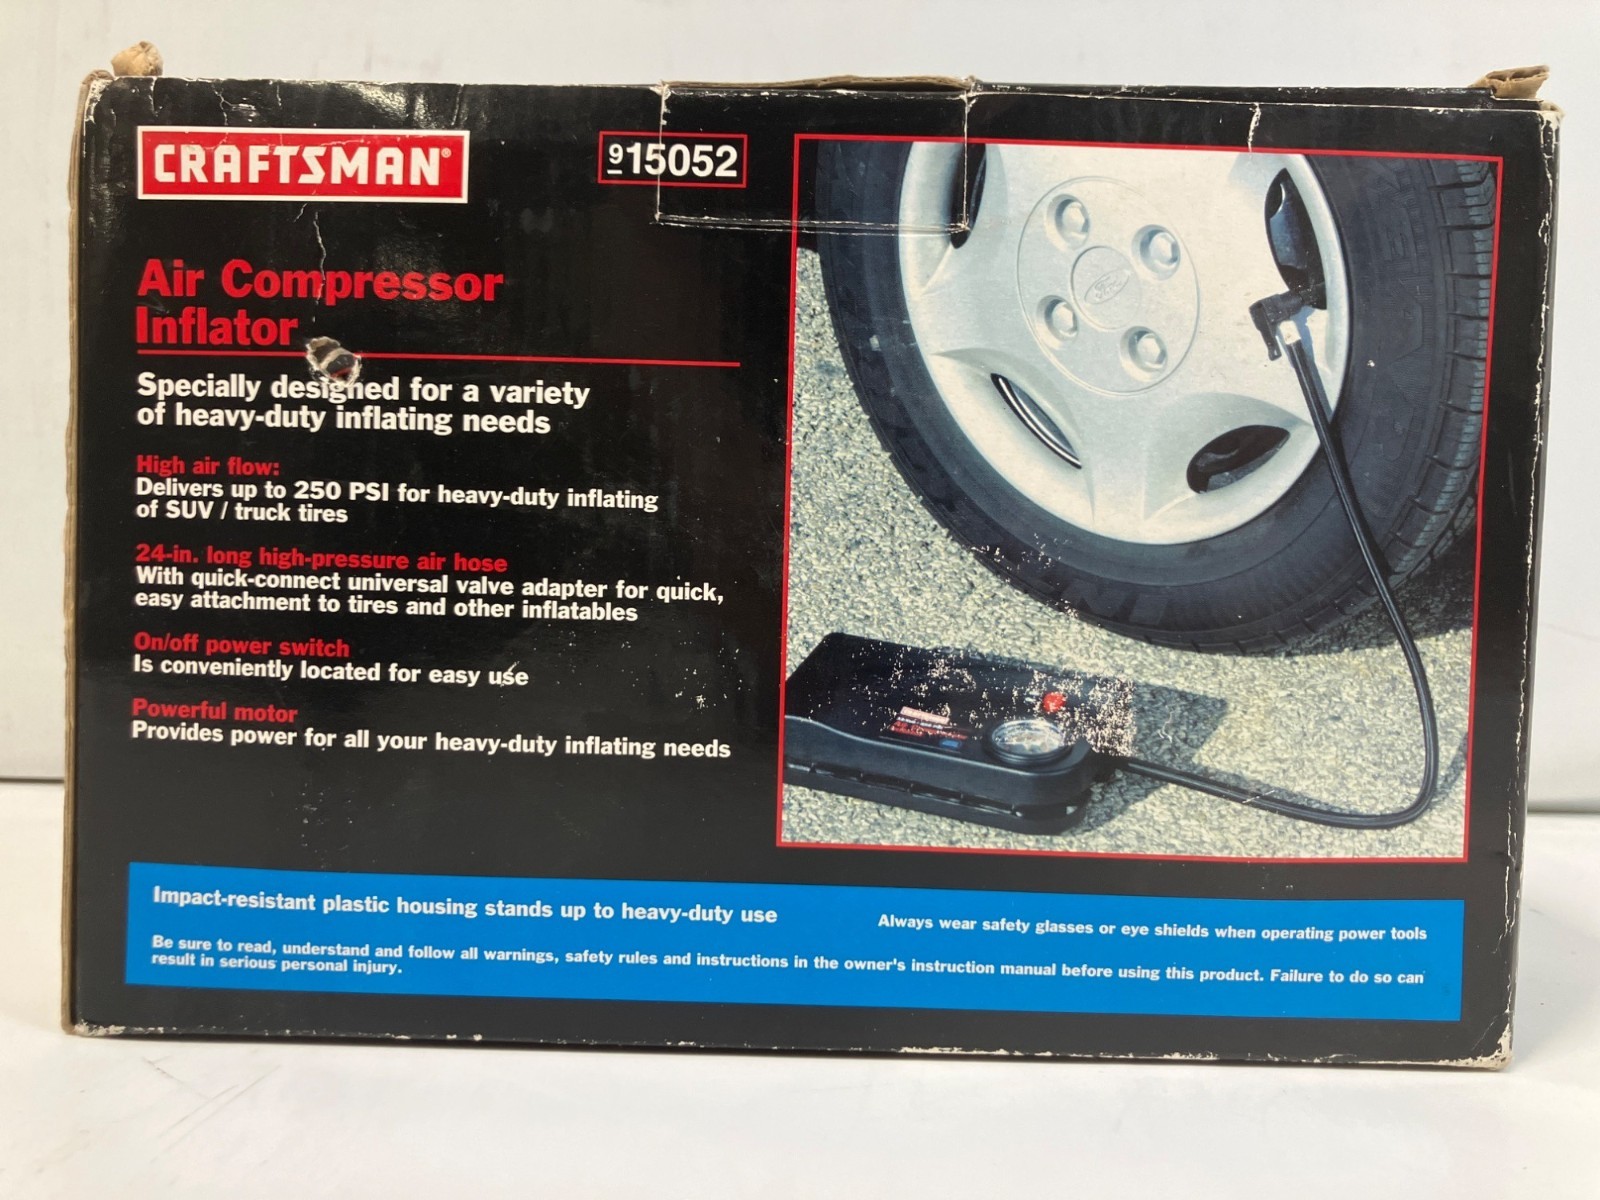 CRAFTSMAN®
915052
Air Compressor
Inflator
Specially designed for a variety
of heavy-duty inflating needs
High air flow:
Delivers up to 250 PSI for heavy-duty inflating
of SUV / truck tires
24-in. long high-pressure air hose
With quick-connect universal valve adapter for quick,
easy attachment to tires and other inflatables
On/off power switch
Is conveniently located for easy use
Powerful motor
Provides power for all your heavy-duty inflating needs
Impact-resistant plastic housing stands up to heavy-duty use
Always wear safety glasses or eye shields when operating power tools
Be sure to read, understand and follow all warnings, safety rules and instructions in the owner's instruction manual before using this product. Failure to do so can
result in serious personal injury.